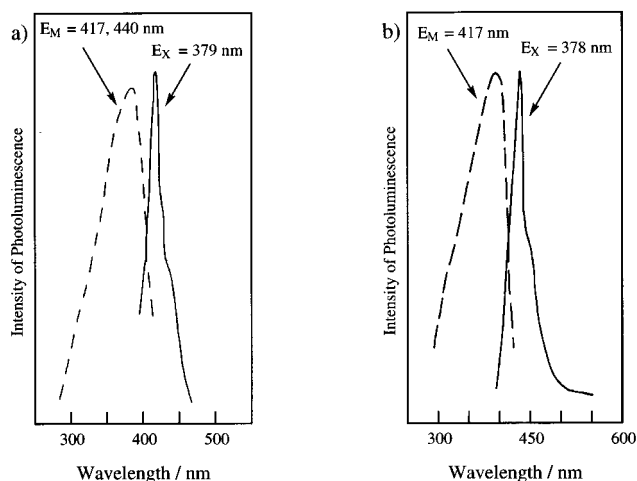 a)
E_M = 417, 440 nm
E_X = 379 nm
Intensity of Photoluminescence
300 400 500
Wavelength / nm
b)
E_M = 417 nm
E_X = 378 nm
Intensity of Photoluminescence
300 450 600
Wavelength / nm